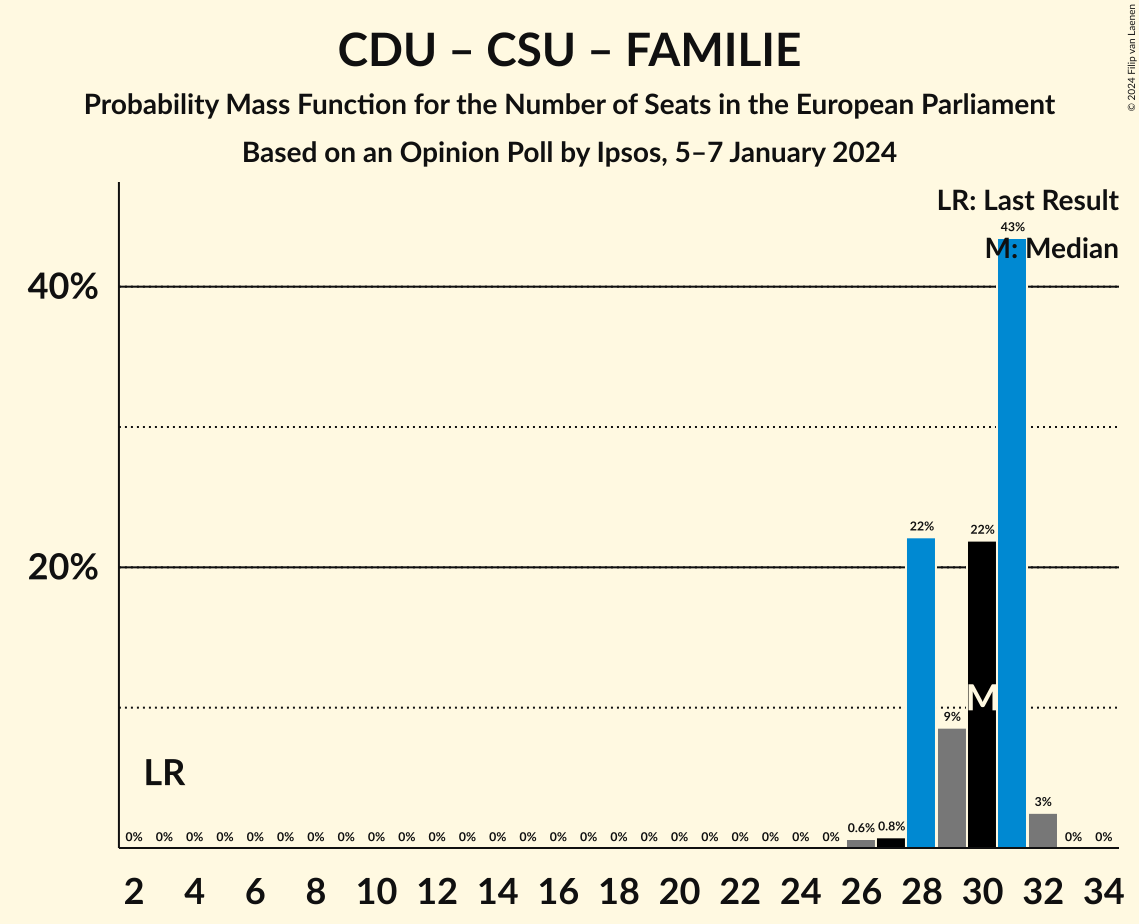 CDU – CSU – FAMILIE
Probability Mass Function for the Number of Seats in the European Parliament
Based on an Opinion Poll by Ipsos, 5–7 January 2024
© 2024 Filip van Laenen
LR: Last Result
M: Median
43%
40%
22% 22%
20%
M
9%
LR
3%
0% 0% 0% 0% 0% 0% 0% 0% 0% 0% 0% 0% 0% 0% 0% 0% 0% 0% 0% 0% 0% 0% 0% 0% 0.6% 0.8% 0% 0%
2 4 6 8 10 12 14 16 18 20 22 24 26 28 30 32 34